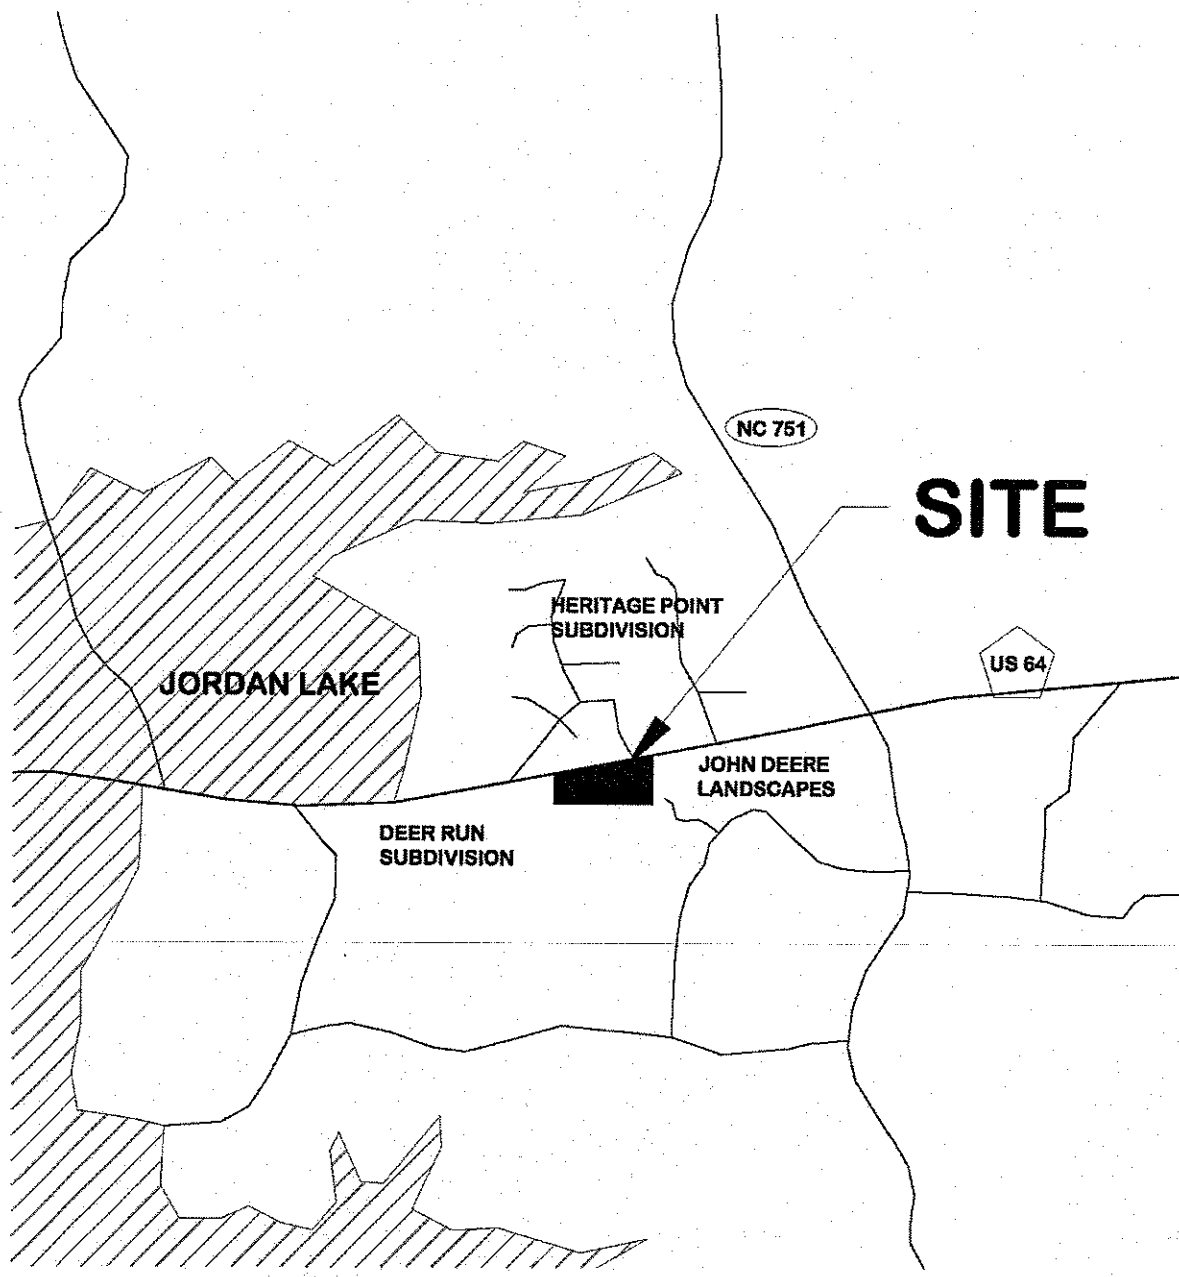 NC 751
SITE
HERITAGE POINT
SUBDIVISION
US 64
JORDAN LAKE
JOHN DEERE
LANDSCAPES
DEER RUN
SUBDIVISION